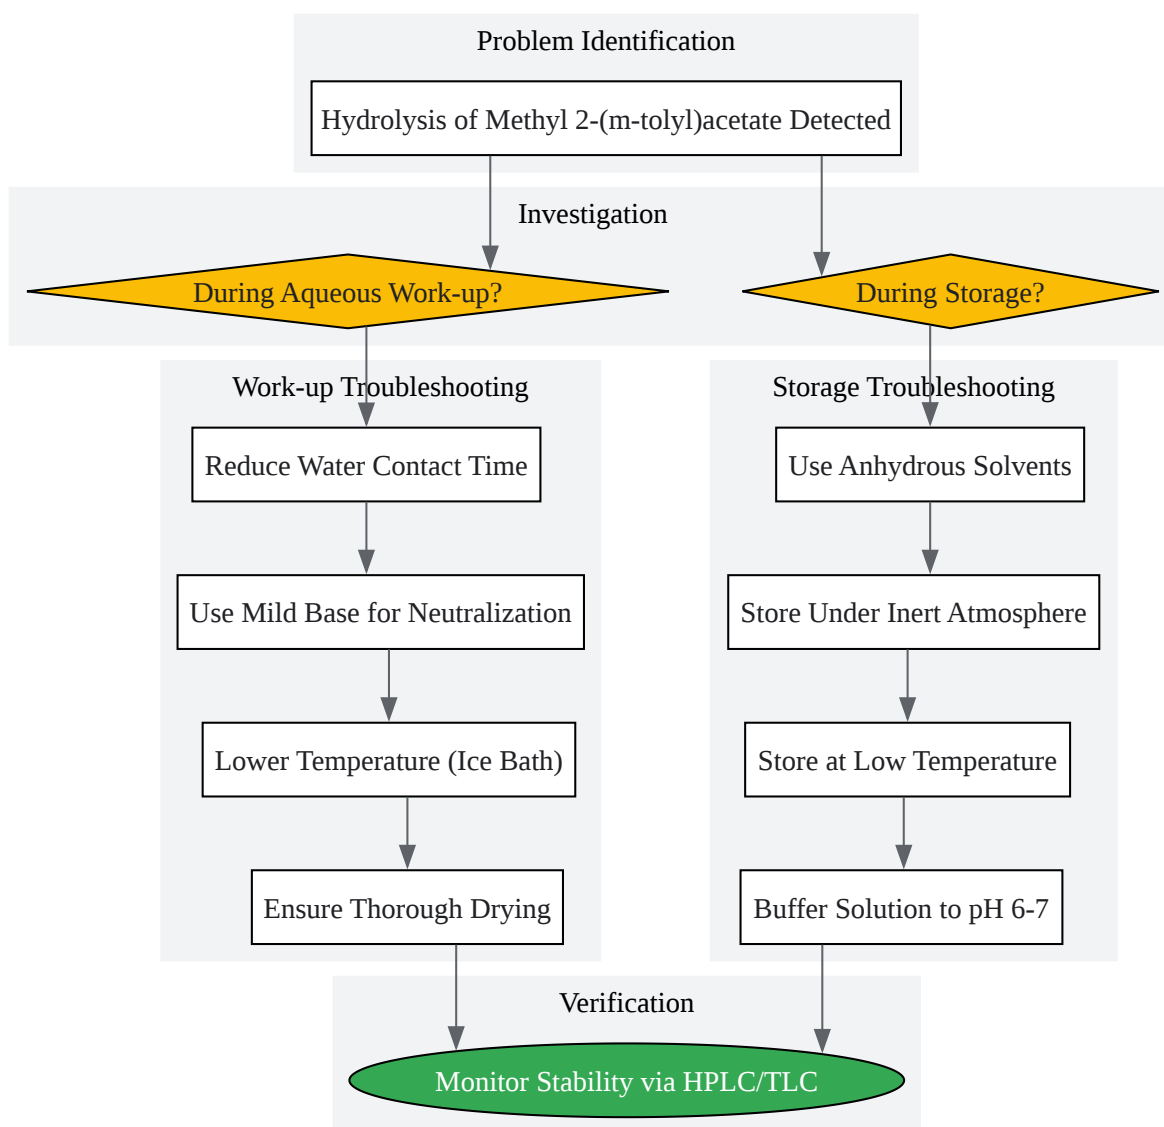 Problem Identification
Hydrolysis of Methyl 2-(m-tolyl)acetate Detected
Investigation
During Aqueous Work-up?
During Storage?
Work-up Troubleshooting
Reduce Water Contact Time
Use Mild Base for Neutralization
Lower Temperature (Ice Bath)
Ensure Thorough Drying
Storage Troubleshooting
Use Anhydrous Solvents
Store Under Inert Atmosphere
Store at Low Temperature
Buffer Solution to pH 6-7
Verification
Monitor Stability via HPLC/TLC